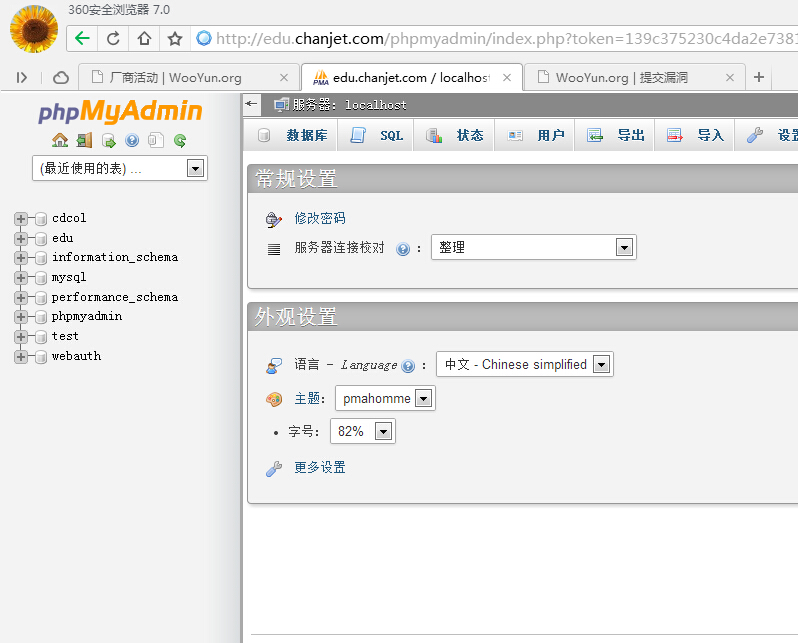 360安全浏览器 7.0
http://edu.chanjet.com/phpmyadmin/index.php?token=139c375230c4da2e738
厂商活动 | WooYun.org
edu.chanjet.com / localhost
WooYun.org | 提交漏洞
phpMyAdmin
(最近使用的表) ...
cdcol
edu
information_schema
mysql
performance_schema
phpmyadmin
test
webauth
服务器: localhost
数据库 SQL 状态 用户 导出 导入 设置
常规设置
修改密码
服务器连接校对 : 整理
外观设置
语言 - Language : 中文 - Chinese simplified
主题: pmahomme
字号: 82%
更多设置